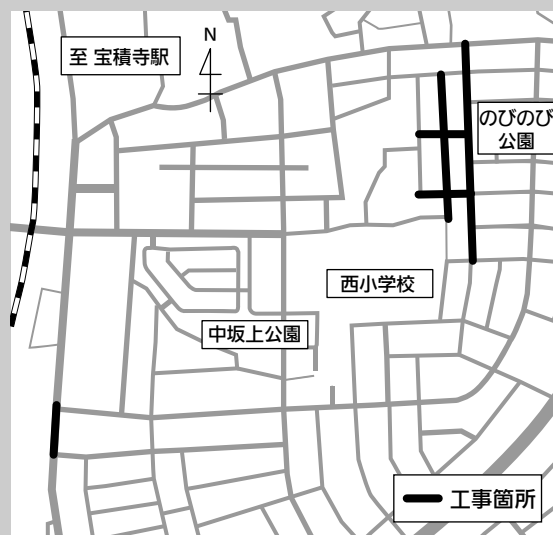 至 宝積寺駅
N
のびのび
公園
西小学校
中坂上公園
工事箇所